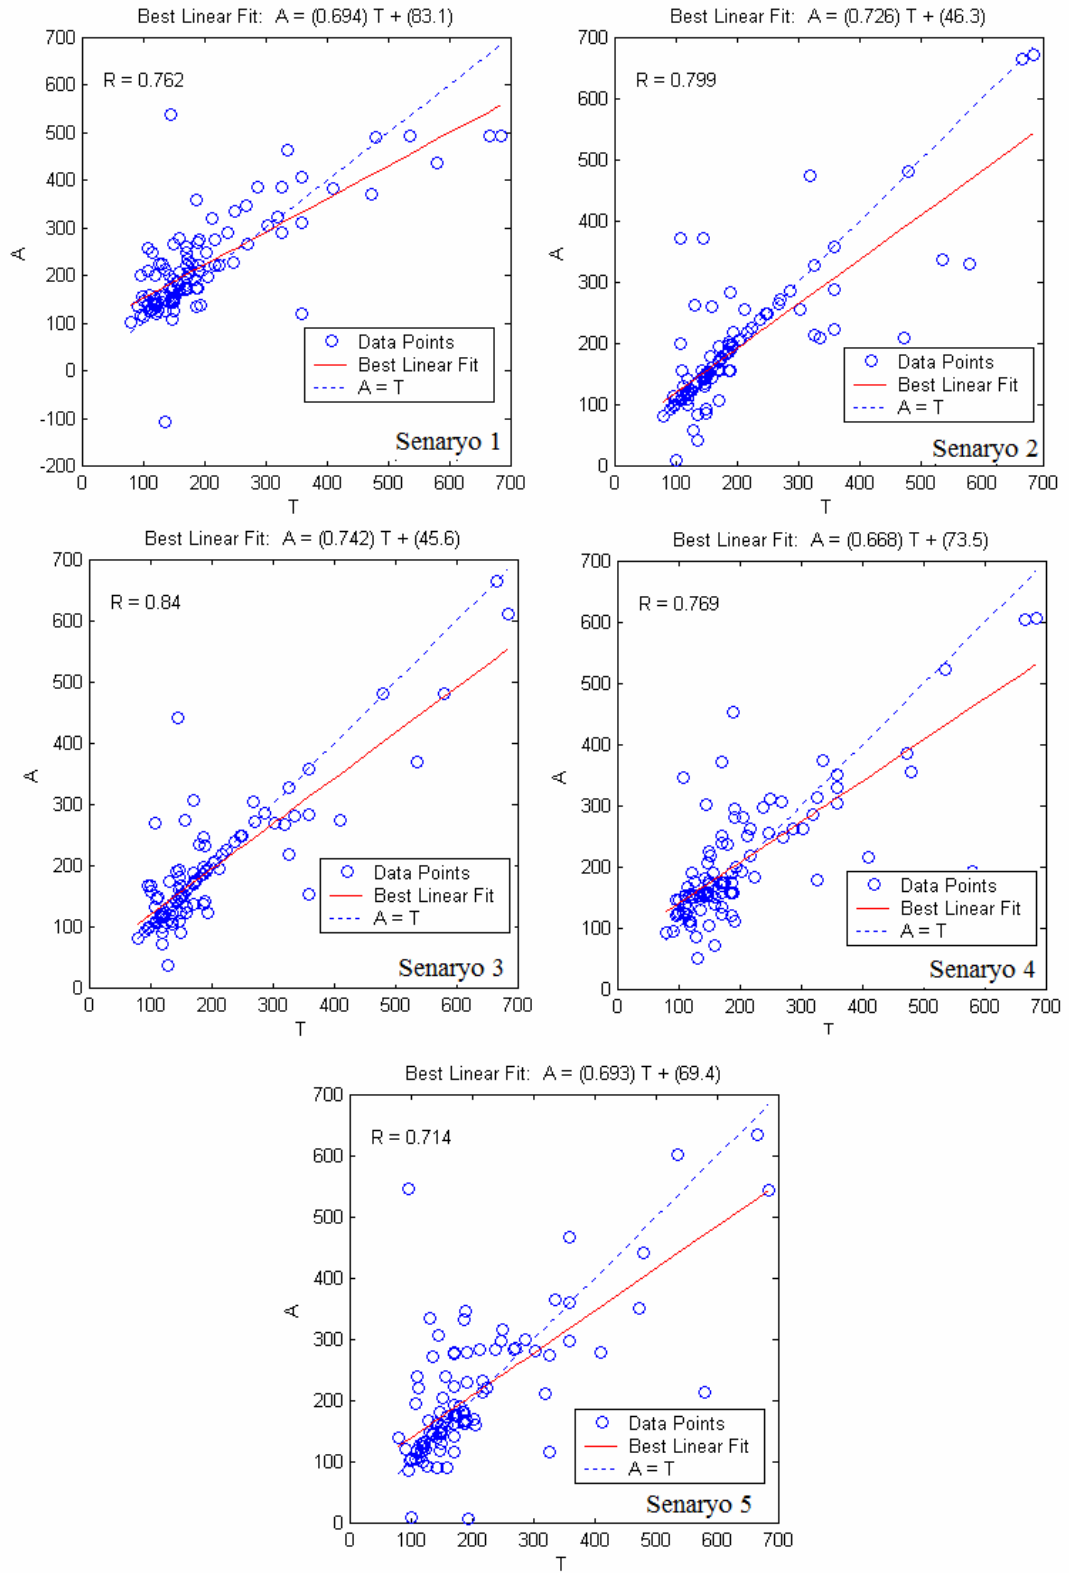 Best Linear Fit: A = (0.694) T + (83.1)
700
600
500
400
300
200
100
0
-100
-200
A
R = 0.762
Data Points
Best Linear Fit
A = T
Senaryo 1
100 200 300 400 500 600 700
T
Best Linear Fit: A = (0.726) T + (46.3)
700
600
500
400
300
200
100
0
A
R = 0.799
Data Points
Best Linear Fit
A = T
Senaryo 2
0 100 200 300 400 500 600 700
T
Best Linear Fit: A = (0.742) T + (45.6)
700
600
500
400
300
200
100
0
A
R = 0.84
Data Points
Best Linear Fit
A = T
Senaryo 3
0 100 200 300 400 500 600 700
T
Best Linear Fit: A = (0.668) T + (73.5)
700
600
500
400
300
200
100
0
A
R = 0.769
Data Points
Best Linear Fit
A = T
Senaryo 4
0 100 200 300 400 500 600 700
T
Best Linear Fit: A = (0.693) T + (69.4)
700
600
500
400
300
200
100
0
A
R = 0.714
Data Points
Best Linear Fit
A = T
Senaryo 5
0 100 200 300 400 500 600 700
T